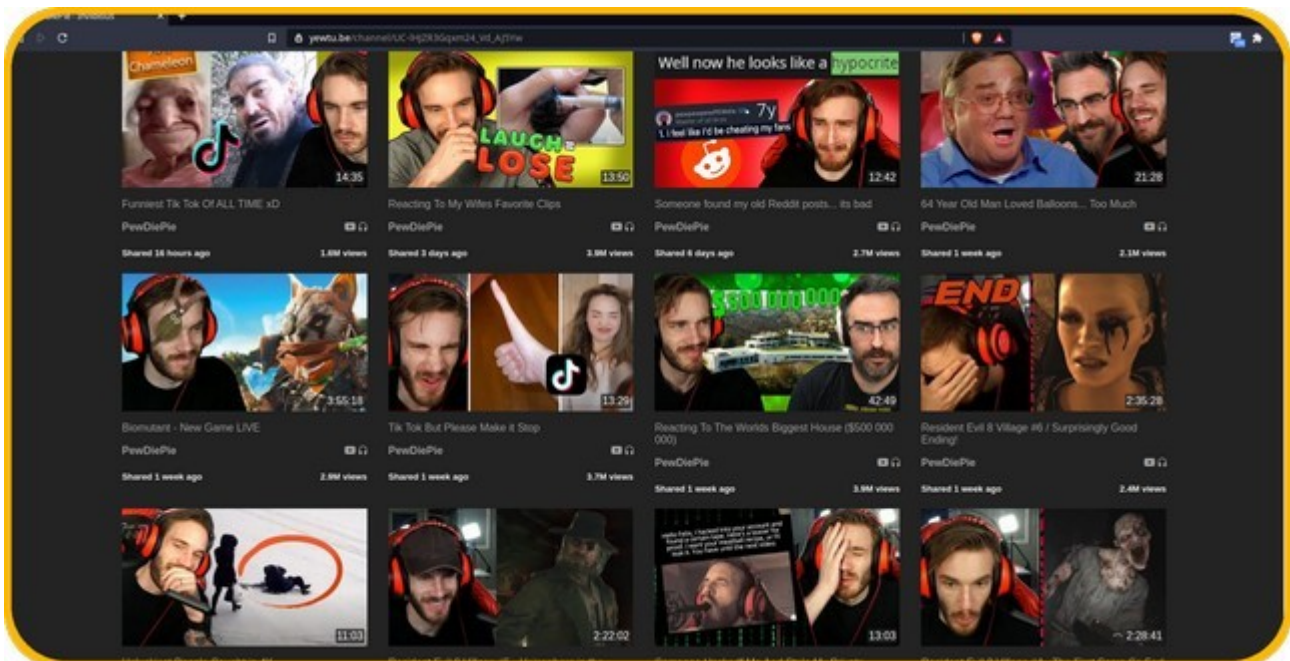 yewtu.be/channel/UC-lHJZR3Gqxm24_Vd_AJ5Yw
Chameleon
14:35
LAUGH = LOSE
13:50
Well now he looks like a hypocrite
7y
1. i feel like I'd be cheating my fans
12:42
21:28
Funniest Tik Tok Of ALL TIME xD
Reacting To My Wifes Favorite Clips
Someone found my old Reddit posts... its bad
64 Year Old Man Loved Balloons... Too Much
PewDiePie
PewDiePie
PewDiePie
PewDiePie
Shared 16 hours ago 1.6M views
Shared 3 days ago 3.9M views
Shared 6 days ago 2.7M views
Shared 1 week ago 2.1M views
3:55:18
13:29
$500 000 000
42:49
END
2:35:28
Biomutant - New Game LIVE
Tik Tok But Please Make it Stop
Reacting To The Worlds Biggest House ($500 000
000)
Resident Evil 8 Village #6 / Surprisingly Good
Ending!
PewDiePie
PewDiePie
PewDiePie
PewDiePie
Shared 1 week ago 2.9M views
Shared 1 week ago 3.7M views
Shared 1 week ago 3.9M views
Shared 1 week ago 2.4M views
11:03
2:22:02
13:03
2:28:41